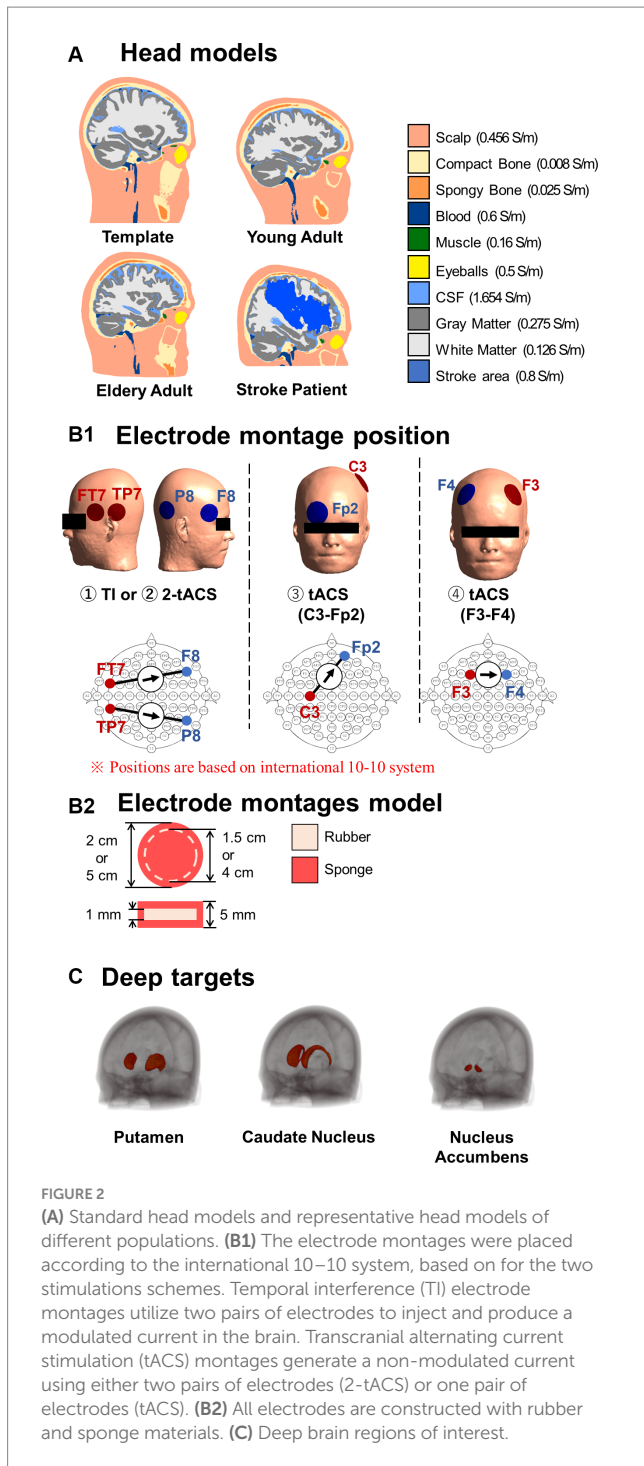 A Head models
Template
Young Adult
Eldery Adult
Stroke Patient
Scalp (0.456 S/m)
Compact Bone (0.008 S/m)
Spongy Bone (0.025 S/m)
Blood (0.6 S/m)
Muscle (0.16 S/m)
Eyeballs (0.5 S/m)
CSF (1.654 S/m)
Gray Matter (0.275 S/m)
White Matter (0.126 S/m)
Stroke area (0.8 S/m)
B1 Electrode montage position
FT7 TP7
P8 F8
C3
Fp2
F4 F3
① TI or ② 2-tACS
③ tACS
(C3-Fp2)
④ tACS
(F3-F4)
FT7
F8
TP7
P8
Fp2
C3
F3
F4
※ Positions are based on international 10-10 system
B2 Electrode montages model
2 cm
or
5 cm
1.5 cm
or
4 cm
Rubber
Sponge
1 mm
5 mm
C Deep targets
Putamen
Caudate Nucleus
Nucleus
Accumbens
FIGURE 2
(A) Standard head models and representative head models of
different populations. (B1) The electrode montages were placed
according to the international 10–10 system, based on for the two
stimulations schemes. Temporal interference (TI) electrode
montages utilize two pairs of electrodes to inject and produce a
modulated current in the brain. Transcranial alternating current
stimulation (tACS) montages generate a non-modulated current
using either two pairs of electrodes (2-tACS) or one pair of
electrodes (tACS). (B2) All electrodes are constructed with rubber
and sponge materials. (C) Deep brain regions of interest.